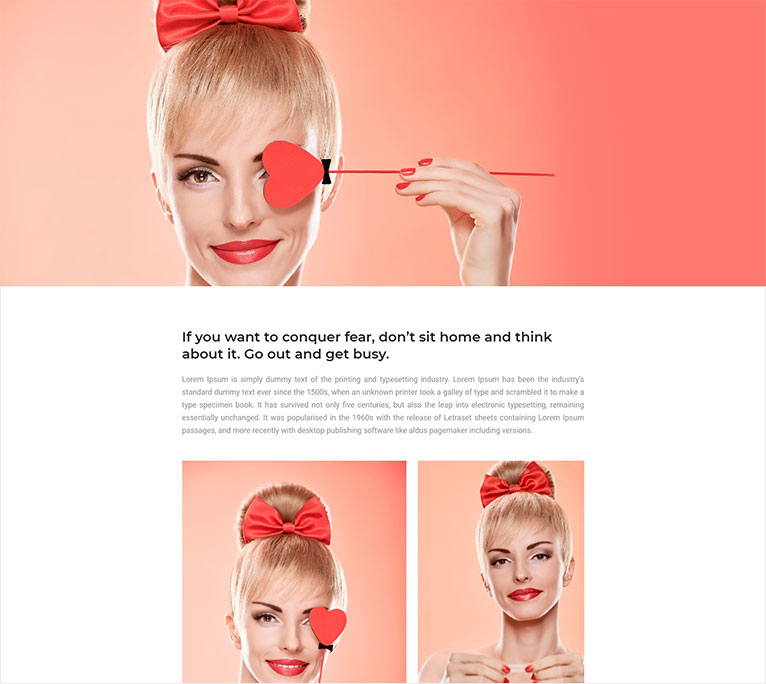 If you want to conquer fear, don’t sit home and think
about it. Go out and get busy.
Lorem Ipsum is simply dummy text of the printing and typesetting industry. Lorem Ipsum has been the industry’s
standard dummy text ever since the 1500s, when an unknown printer took a galley of type and scrambled it to make a
type specimen book. It has survived not only five centuries, but also the leap into electronic typesetting, remaining
essentially unchanged. It was popularised in the 1960s with the release of Letraset sheets containing Lorem Ipsum
passages, and more recently with desktop publishing software like aldus pagemaker including versions.